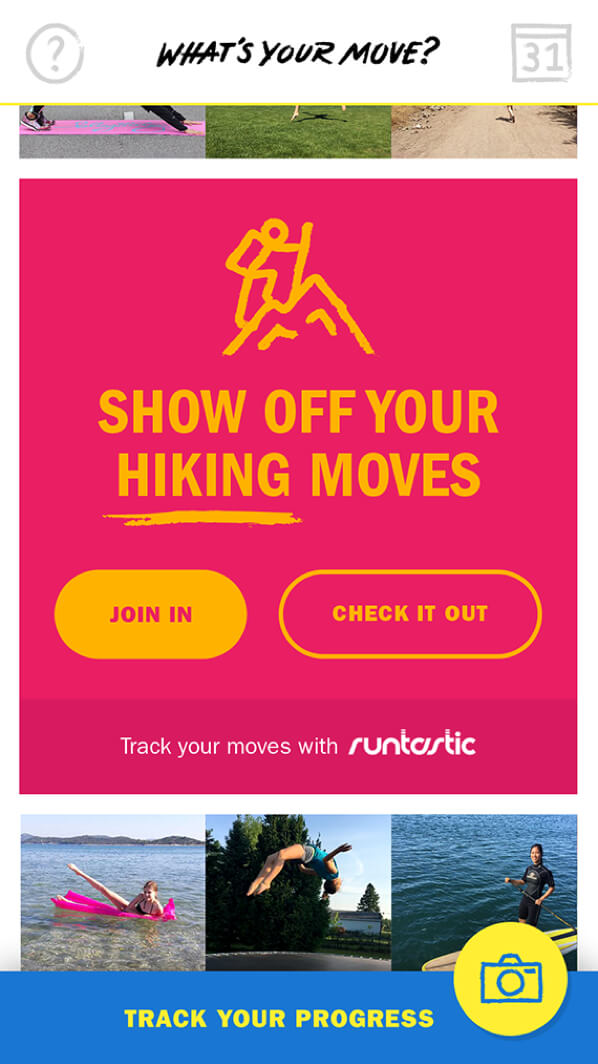 ?
WHAT'S YOUR MOVE?
31
SHOW OFF YOUR
HIKING MOVES
JOIN IN
CHECK IT OUT
Track your moves with runtastic
TRACK YOUR PROGRESS